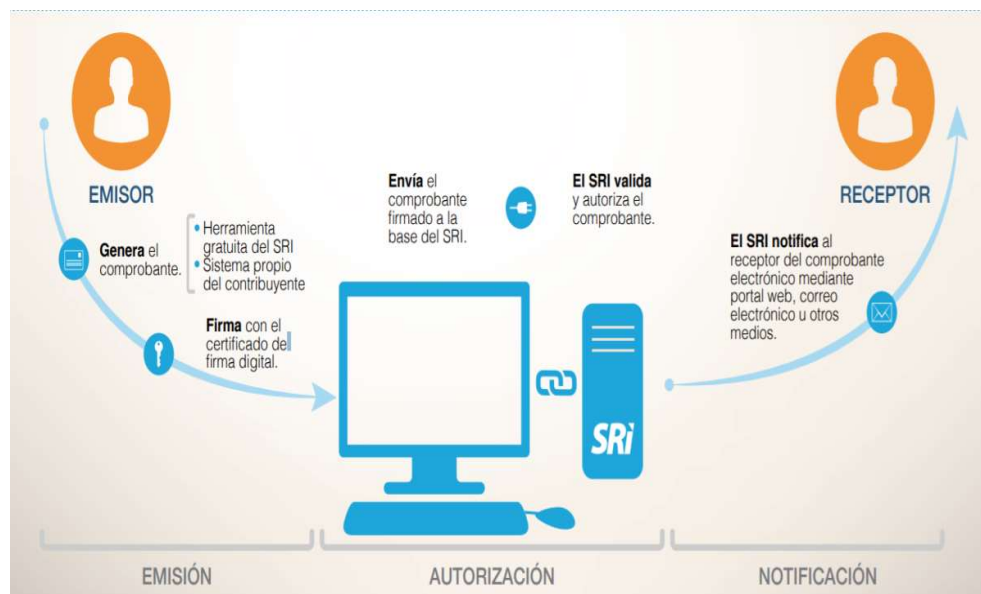 EMISOR
Genera el
comprobante.
• Herramienta
gratuita del SRI
• Sistema propio
del contribuyente
Firma con el
certificado de
firma digital.
Envía el
comprobante
firmado a la
base del SRI.
El SRI valida
y autoriza el
comprobante.
SRi
RECEPTOR
El SRI notifica al
receptor del comprobante
electrónico mediante
portal web, correo
electrónico u otros
medios.
EMISIÓN
AUTORIZACIÓN
NOTIFICACIÓN